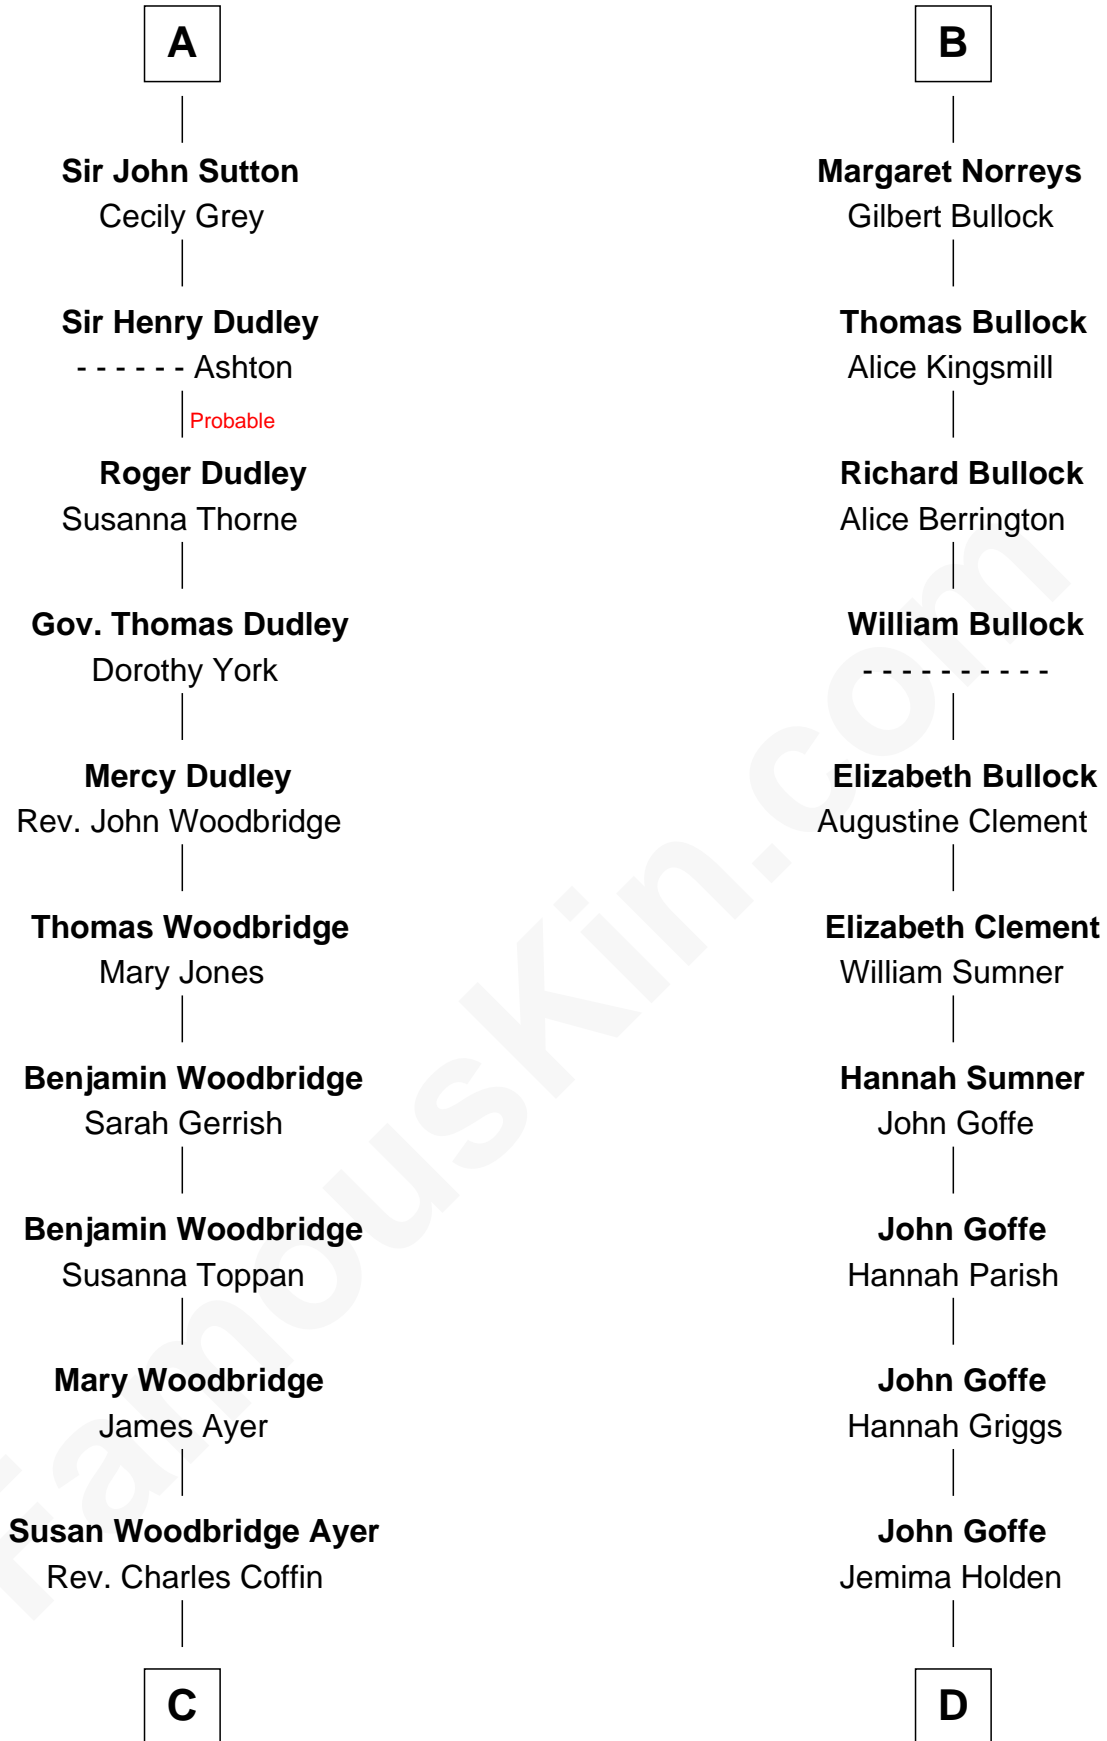 A
Sir John Sutton
Cecily Grey
Sir Henry Dudley
- - - - - - Ashton
Probable
Roger Dudley
Susanna Thorne
Gov. Thomas Dudley
Dorothy York
Mercy Dudley
Rev. John Woodbridge
Thomas Woodbridge
Mary Jones
Benjamin Woodbridge
Sarah Gerrish
Benjamin Woodbridge
Susanna Toppan
Mary Woodbridge
James Ayer
Susan Woodbridge Ayer
Rev. Charles Coffin
C
B
Margaret Norreys
Gilbert Bullock
Thomas Bullock
Alice Kingsmill
Richard Bullock
Alice Berrington
William Bullock
- - - - - - - - - -
Elizabeth Bullock
Augustine Clement
Elizabeth Clement
William Sumner
Hannah Sumner
John Goffe
John Goffe
Hannah Parish
John Goffe
Hannah Griggs
John Goffe
Jemima Holden
D
FamousKin.com